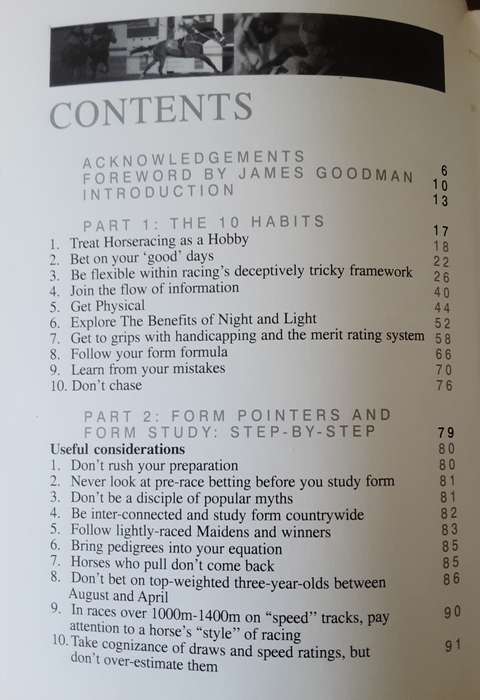 CONTENTS
ACKNOWLEDGEMENTS 6
FOREWORD BY JAMES GOODMAN 10
INTRODUCTION 13
PART 1: THE 10 HABITS 17
1. Treat Horseracing as a Hobby 18
2. Bet on your ‘good’ days 22
3. Be flexible within racing’s deceptively tricky framework 26
4. Join the flow of information 40
5. Get Physical 44
6. Explore The Benefits of Night and Light 52
7. Get to grips with handicapping and the merit rating system 58
8. Follow your form formula 66
9. Learn from your mistakes 70
10. Don’t chase 76
PART 2: FORM POINTERS AND
FORM STUDY: STEP-BY-STEP 79
Useful considerations 80
1. Don’t rush your preparation 80
2. Never look at pre-race betting before you study form 81
3. Don’t be a disciple of popular myths 81
4. Be inter-connected and study form countrywide 82
5. Follow lightly-raced Maidens and winners 83
6. Bring pedigrees into your equation 85
7. Horses who pull don’t come back 85
8. Don’t bet on top-weighted three-year-olds between 86
August and April
9. In races over 1000m-1400m on “speed” tracks, pay 90
attention to a horse’s “style” of racing
10. Take cognizance of draws and speed ratings, but 91
don’t over-estimate them